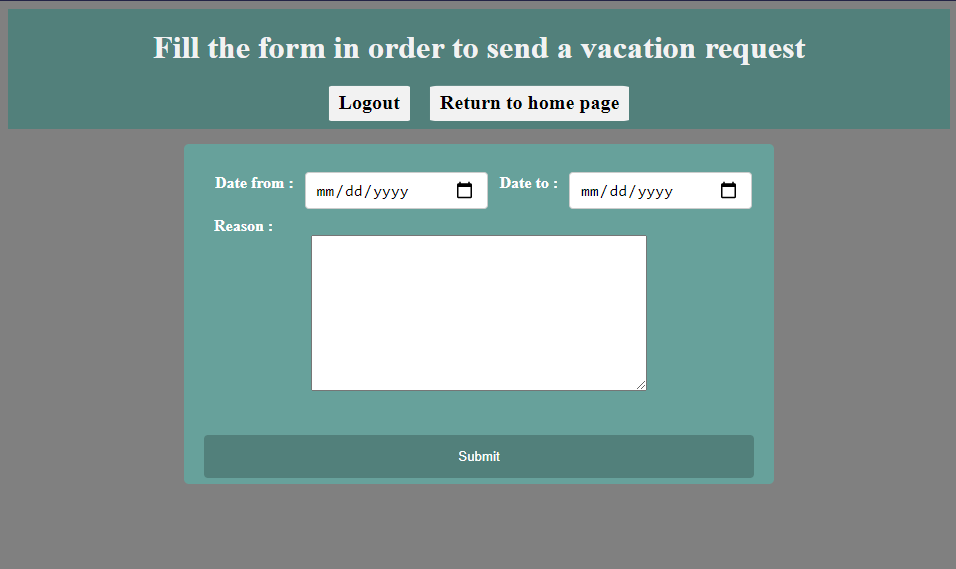 Fill the form in order to send a vacation request
Logout Return to home page
Date from : mm/dd/yyyy Date to : mm/dd/yyyy
Reason :
Submit